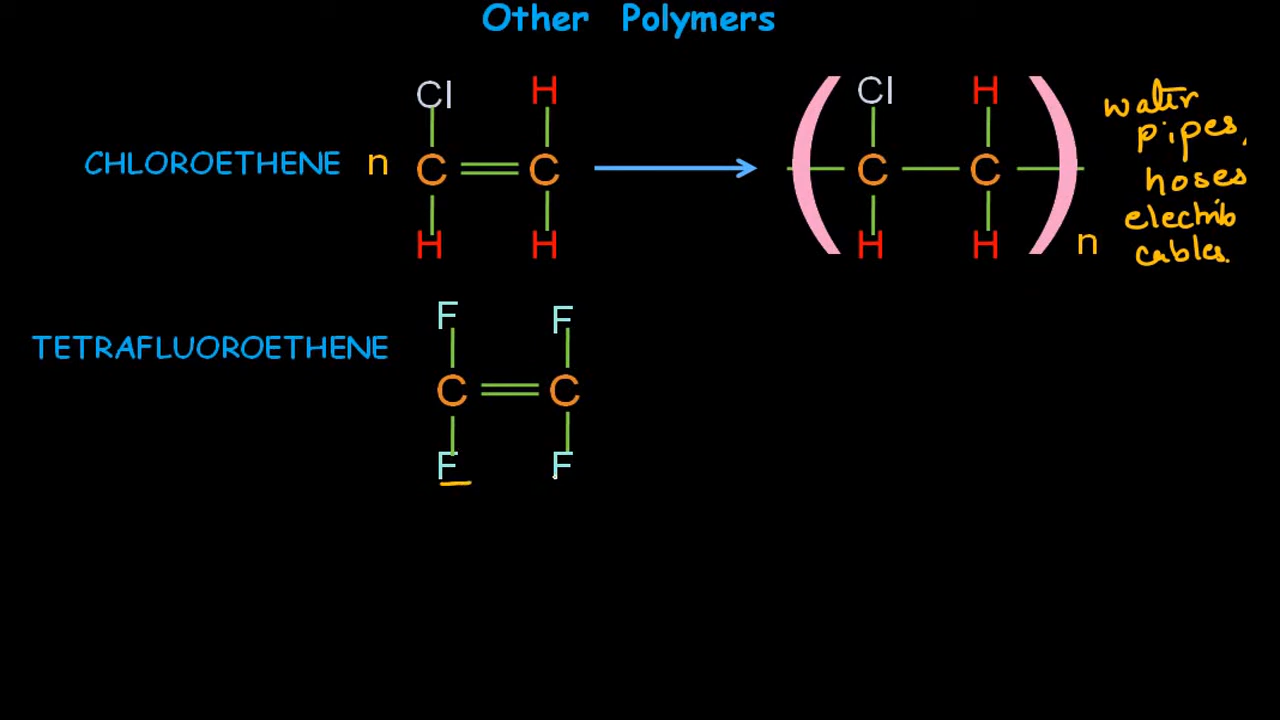 Other Polymers
Cl H
CHLOROETHENE n C C
H H
Cl H
C C
H H
n
water
pipes,
hoses
electric
cables.
F F
TETRAFLUOROETHENE
C C
F F